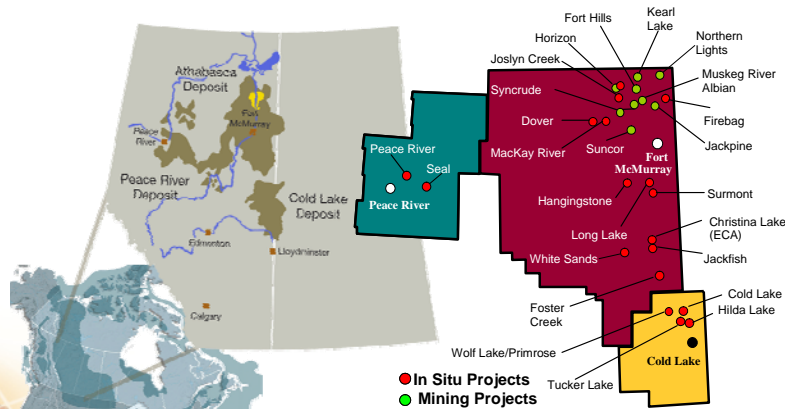 Athabasca
Deposit
Fort
McMurray
Peace
River
Peace River
Deposit
Cold Lake
Deposit
Edmonton
Lloydminster
Calgary
Peace River
Seal
Peace River
Fort Hills
Kearl
Lake
Northern
Lights
Horizon
Joslyn Creek
Syncrude
Muskeg River
Albian
Dover
Firebag
MacKay River
Suncor
Jackpine
Fort
McMurray
Hangingstone
Surmont
Long Lake
Christina Lake
(ECA)
White Sands
Jackfish
Foster
Creek
Cold Lake
Hilda Lake
Wolf Lake/Primrose
Cold Lake
Tucker Lake
In Situ Projects
Mining Projects